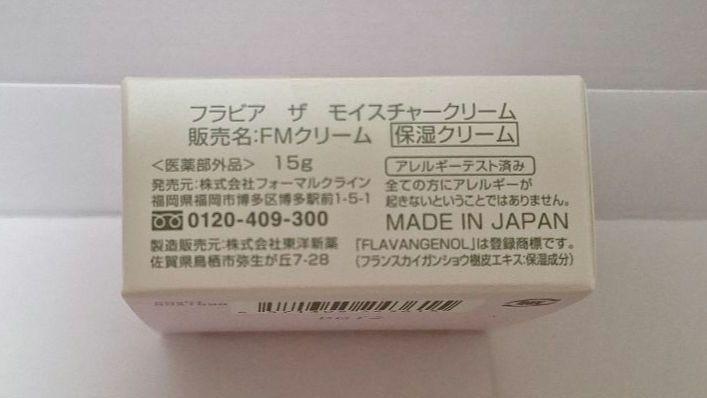 フラビア ザ モイスチャークリーム
販売名:FMクリーム 保湿クリーム
<医薬部外品> 15g
アレルギーテスト済み
発売元:株式会社フォーマルクライン
福岡県福岡市博多区博多駅前1-5-1
0120-409-300
製造販売元:株式会社東洋新薬
佐賀県鳥栖市弥生が丘7-28
全ての方にアレルギーが
起きないということではありません。
MADE IN JAPAN
「FLAVANGENOL」は登録商標です。
(フランスカイガンショウ樹皮エキス:保湿成分)